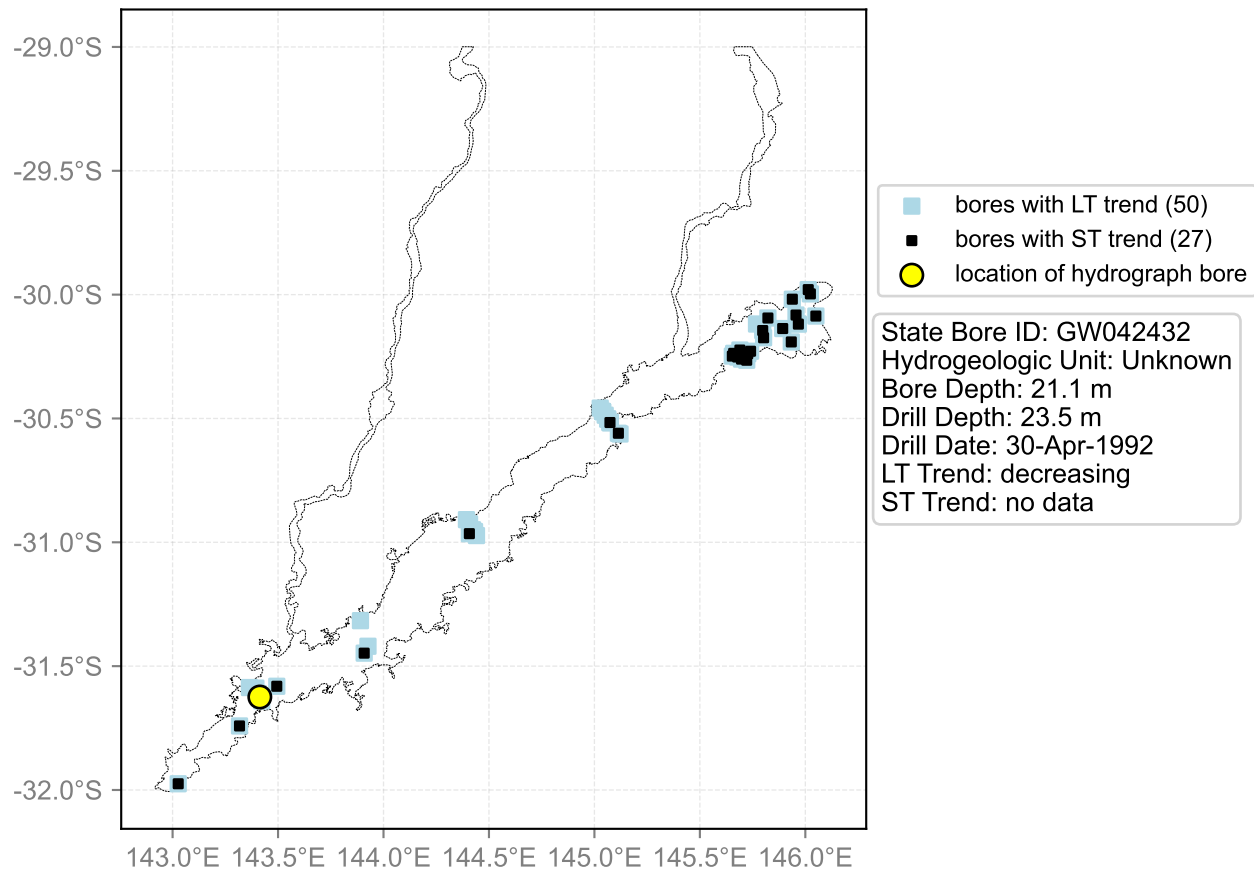 -29.0°S
-29.5°S
-30.0°S
-30.5°S
-31.0°S
-31.5°S
-32.0°S
143.0°E 143.5°E 144.0°E 144.5°E 145.0°E 145.5°E 146.0°E
bores with LT trend (50)
bores with ST trend (27)
location of hydrograph bore
State Bore ID: GW042432
Hydrogeologic Unit: Unknown
Bore Depth: 21.1 m
Drill Depth: 23.5 m
Drill Date: 30-Apr-1992
LT Trend: decreasing
ST Trend: no data